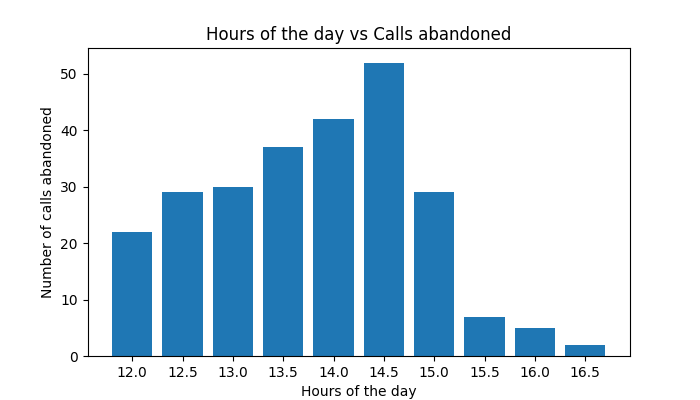 Hours of the day vs Calls abandoned
Number of calls abandoned
50
40
30
20
10
0
12.0 12.5 13.0 13.5 14.0 14.5 15.0 15.5 16.0 16.5
Hours of the day